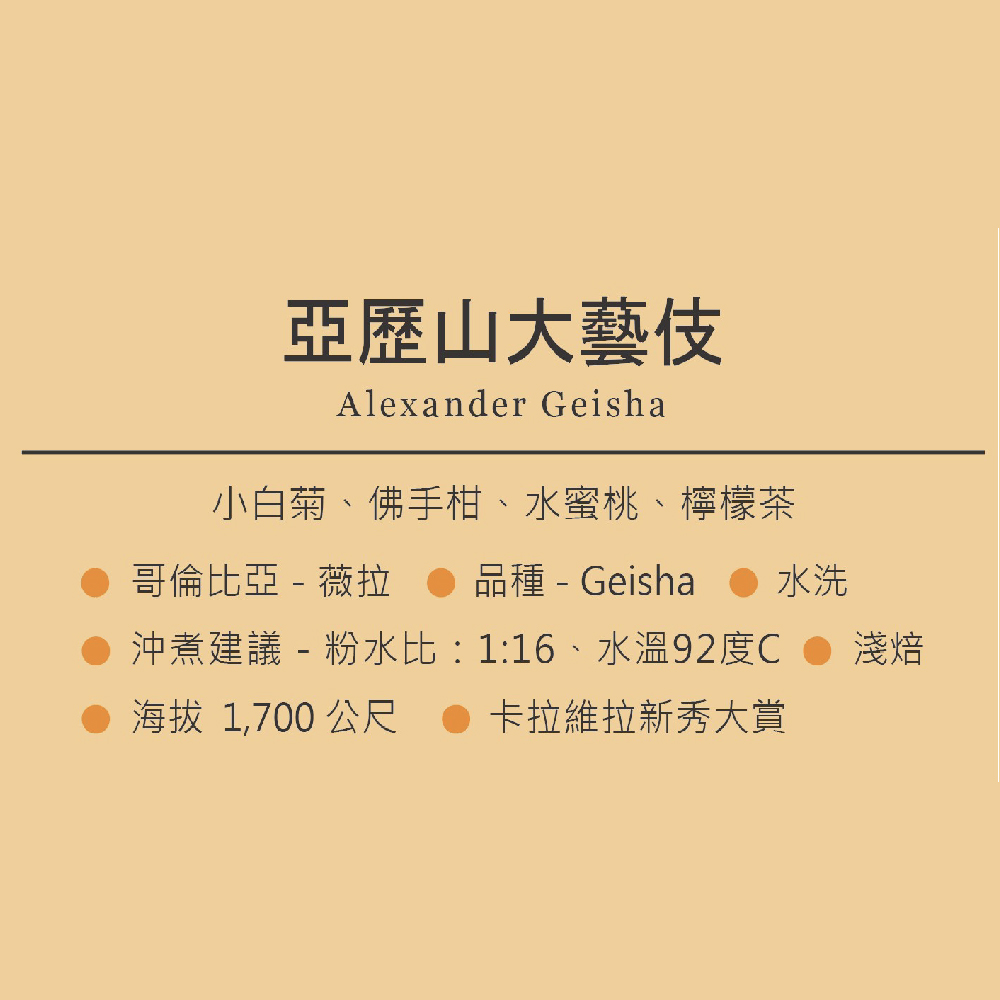 亞歷山大藝伎
Alexander Geisha
小白菊、佛手柑、水蜜桃、檸檬茶
● 哥倫比亞 - 薇拉 ● 品種 - Geisha ● 水洗
● 沖煮建議 - 粉水比：1:16、水溫92度C ● 淺焙
● 海拔 1,700 公尺 ● 卡拉維拉新秀大賞